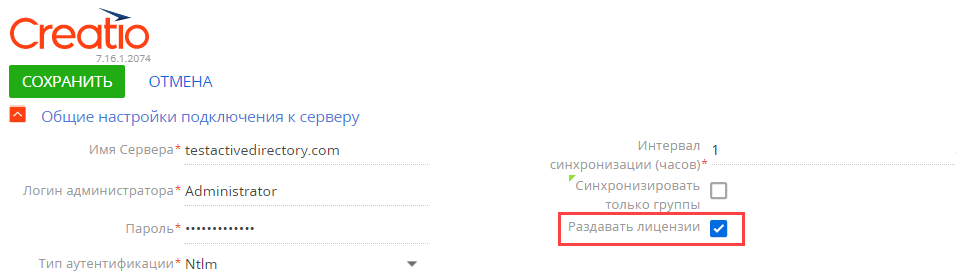 Creatio
7.16.1.2074
СОХРАНИТЬ ОТМЕНА
Общие настройки подключения к серверу
Имя Сервера* testactivedirectory.com
Логин администратора* Administrator
Пароль* •••••••••••••
Тип аутентификации* Ntlm
Интервал
синхронизации (часов)* 1
Синхронизировать
только группы
Раздавать лицензии